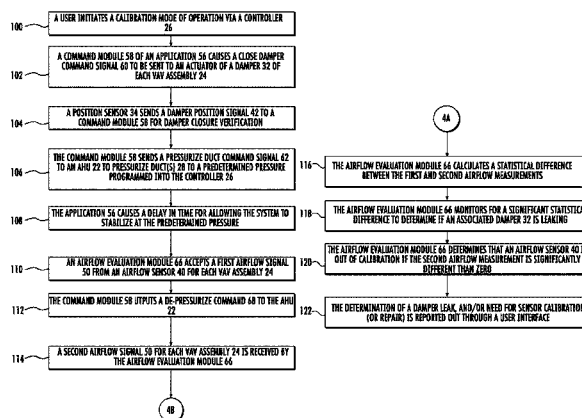 100
A USER INITIATES A CALIBRATION MODE OF OPERATION VIA A CONTROLLER
26
102
A COMMAND MODULE 58 OF AN APPLICATION 56 CAUSES A CLOSE DAMPER
COMMAND SIGNAL 60 TO BE SENT TO AN ACTUATOR OF A DAMPER 32 OF
EACH VAV ASSEMBLY 24
104
A POSITION SENSOR 34 SENDS A DAMPER POSITION SIGNAL 42 TO A
COMMAND MODULE 58 FOR DAMPER CLOSURE VERIFICATION
106
THE COMMAND MODULE 58 SENDS A PRESSURIZE DUCT COMMAND SIGNAL 62
TO AN AHU 22 TO PRESSURIZE DUCT(S) 28 TO A PREDETERMINED PRESSURE
PROGRAMMED INTO THE CONTROLLER 26
108
THE APPLICATION 56 CAUSES A DELAY IN TIME FOR ALLOWING THE SYSTEM TO
STABILIZE AT THE PREDETERMINED PRESSURE
110
AN AIRFLOW EVALUATION MODULE 66 ACCEPTS A FIRST AIRFLOW SIGNAL
50 FROM AN AIRFLOW SENSOR 40 FOR EACH VAV ASSEMBLY 24
112
THE COMMAND MODULE 58 UTPUTS A DE-PRESSURIZE COMMAND 68 TO THE AHU
22
114
A SECOND AIRFLOW SIGNAL 50 FOR EACH VAV ASSEMBLY 24 IS RECEIVED BY
THE AIRFLOW EVALUATION MODULE 66
4B
4A
116
THE AIRFLOW EVALUATION MODULE 66 CALCULATES A STATISTICAL DIFFERENCE
BETWEEN THE FIRST AND SECOND AIRFLOW MEASUREMENTS
118
THE AIRFLOW EVALUATION MODULE 66 MONITORS FOR A SIGNIFICANT STATISTICAL
DIFFERENCE TO DETERMINE IF AN ASSOCIATED DAMPER 32 IS LEAKING
120
THE AIRFLOW EVALUATION MODULE 66 DETERMINES THAT AN AIRFLOW SENSOR 40 I
OUT OF CALIBRATION IF THE SECOND AIRFLOW MEASUREMENT IS SIGNIFICANTLY
DIFFERENT THAN ZERO
122
THE DETERMINATION OF A DAMPER LEAK, AND/OR NEED FOR SENSOR CALIBRATION
(OR REPAIR) IS REPORTED OUT THROUGH A USER INTERFACE